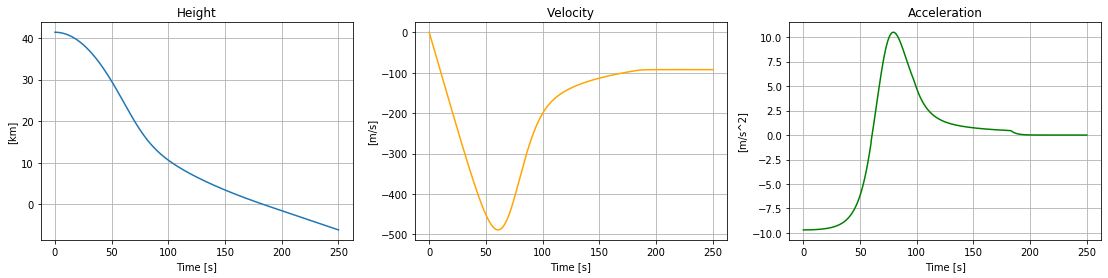 Height
[km]
40
30
20
10
0
0 50 100 150 200 250
Time [s]
Velocity
[m/s]
0
−100
−200
−300
−400
−500
0 50 100 150 200 250
Time [s]
Acceleration
[m/s^2]
10.0
7.5
5.0
2.5
0.0
−2.5
−5.0
−7.5
−10.0
0 50 100 150 200 250
Time [s]